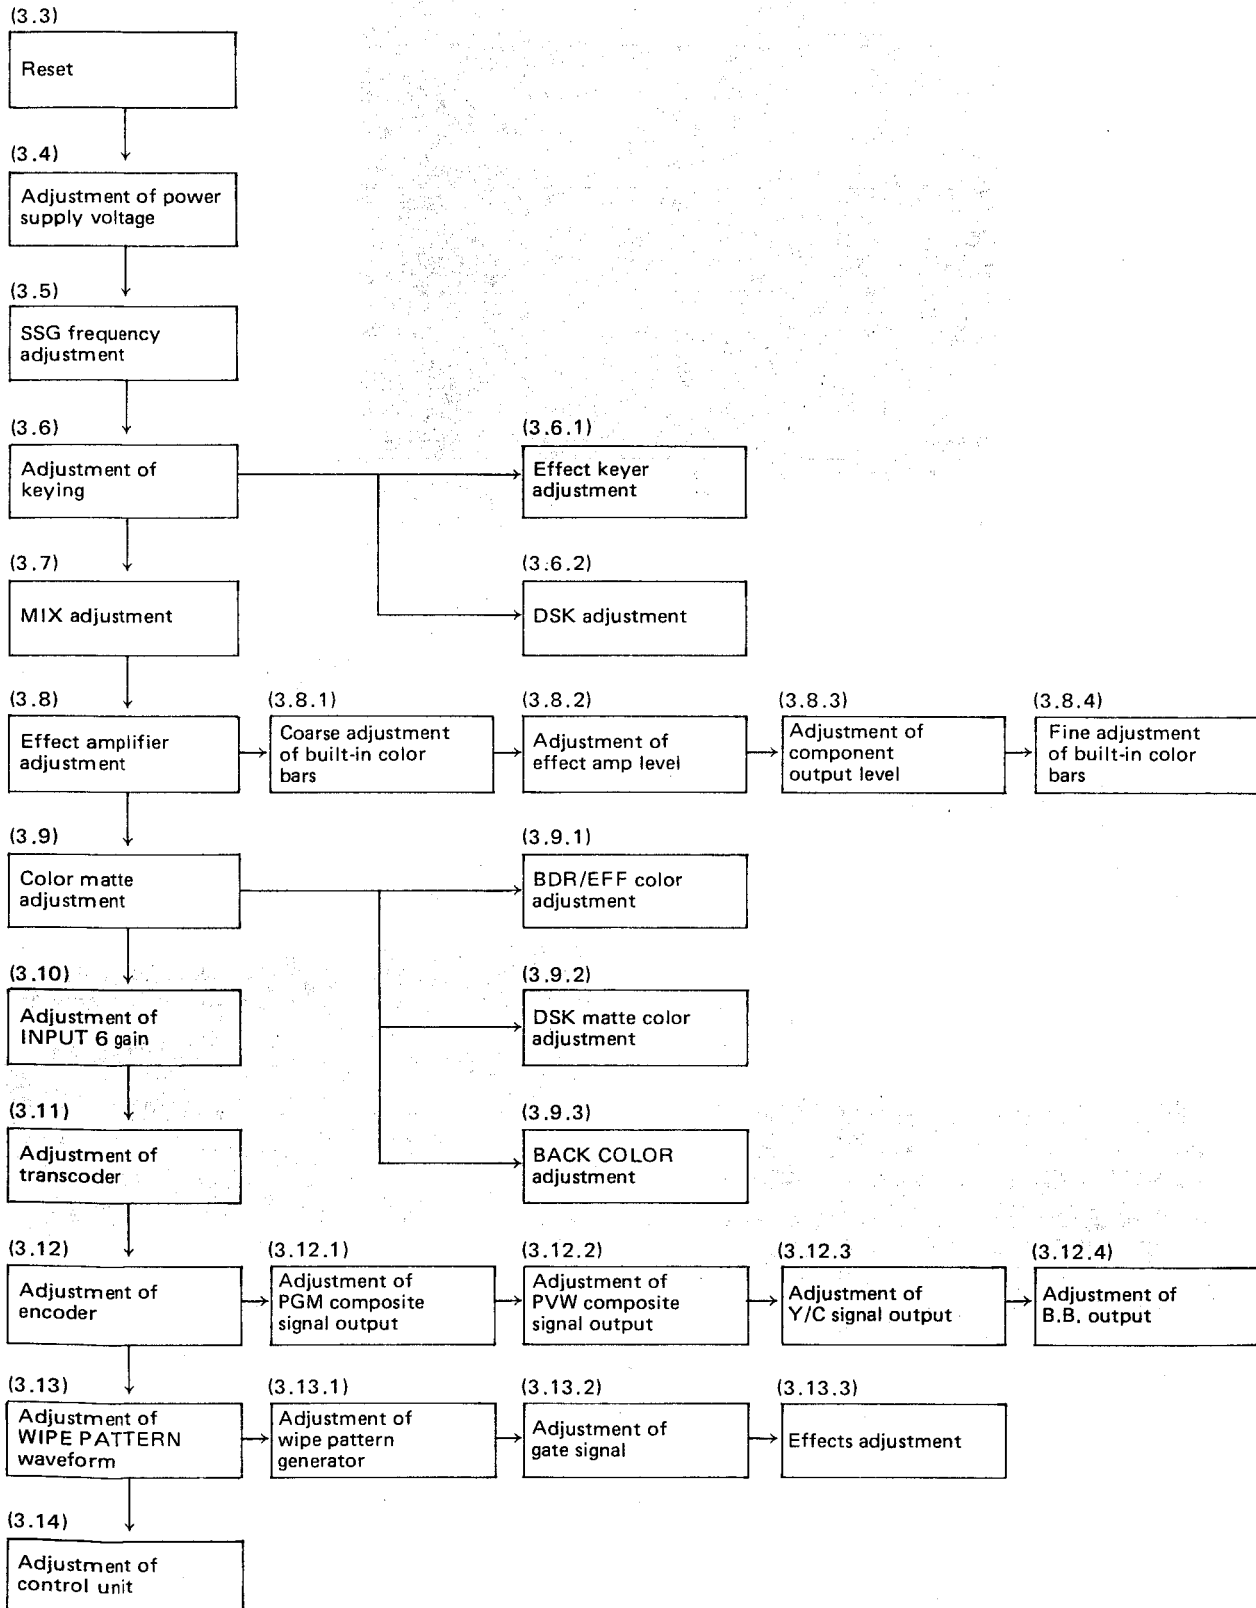 (3.3)
Reset
(3.4)
Adjustment of power
supply voltage
(3.5)
SSG frequency
adjustment
(3.6)
Adjustment of
keying
(3.6.1)
Effect keyer
adjustment
(3.7)
MIX adjustment
(3.6.2)
DSK adjustment
(3.8)
Effect amplifier
adjustment
(3.8.1)
Coarse adjustment
of built-in color
bars
(3.8.2)
Adjustment of
effect amp level
(3.8.3)
Adjustment of
component
output level
(3.8.4)
Fine adjustment
of built-in color
bars
(3.9)
Color matte
adjustment
(3.9.1)
BDR/EFF color
adjustment
(3.10)
Adjustment of
INPUT 6 gain
(3.9.2)
DSK matte color
adjustment
(3.11)
Adjustment of
transcoder
(3.9.3)
BACK COLOR
adjustment
(3.12)
Adjustment of
encoder
(3.12.1)
Adjustment of
PGM composite
signal output
(3.12.2)
Adjustment of
PVW composite
signal output
(3.12.3
Adjustment of
Y/C signal output
(3.12.4)
Adjustment of
B.B. output
(3.13)
Adjustment of
WIPE PATTERN
waveform
(3.13.1)
Adjustment of
wipe pattern
generator
(3.13.2)
Adjustment of
gate signal
(3.13.3)
Effects adjustment
(3.14)
Adjustment of
control unit